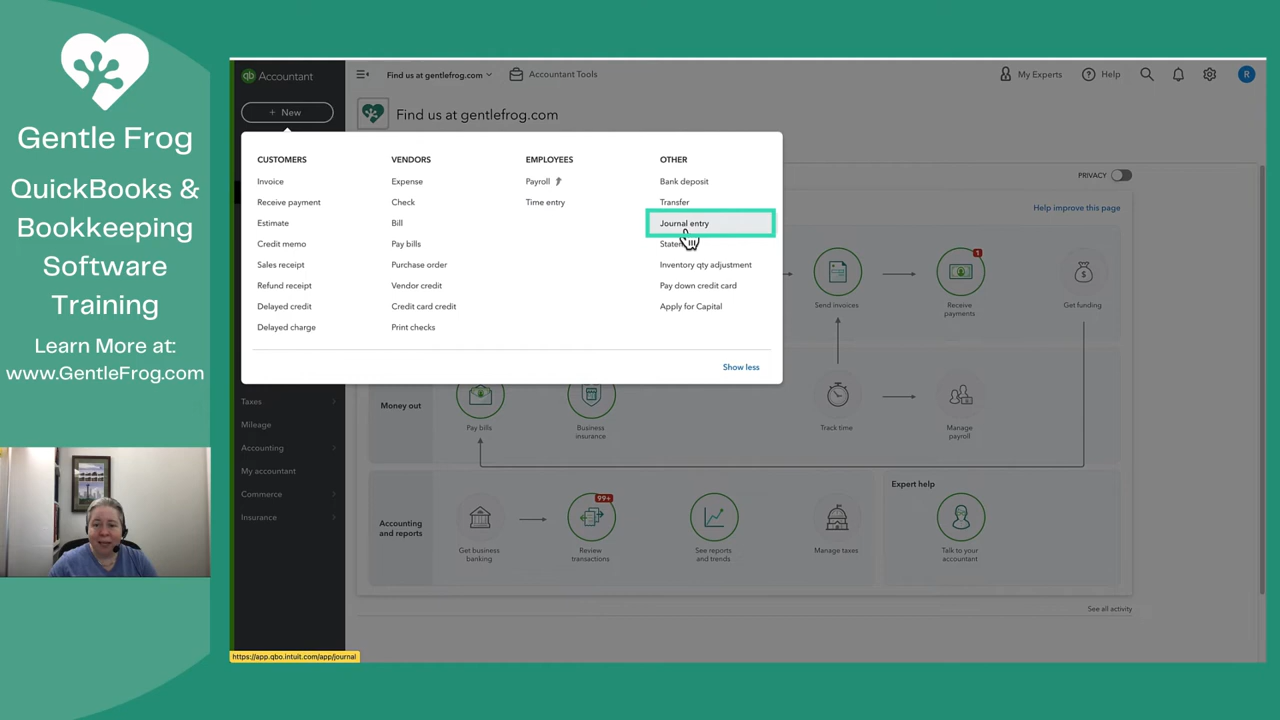 Gentle Frog
QuickBooks &
Bookkeeping
Software
Training
Learn More at:
www.GentleFrog.com
qb Accountant
+ New
Find us at gentlefrog.com
Accountant Tools
My Experts
Help
R
Find us at gentlefrog.com
CUSTOMERS
Invoice
Receive payment
Estimate
Credit memo
Sales receipt
Refund receipt
Delayed credit
Delayed charge
VENDORS
Expense
Check
Bill
Pay bills
Purchase order
Vendor credit
Credit card credit
Print checks
EMPLOYEES
Payroll
Time entry
OTHER
Bank deposit
Transfer
Journal entry
Inventory qty adjustment
Pay down credit card
Apply for Capital
Show less
PRIVACY
Help improve this page
Send invoices
1
Receive
payments
Get funding
Taxes
Mileage
Accounting
My accountant
Commerce
Insurance
Money out
Pay bills
Business
insurance
Track time
Manage
payroll
Accounting
and reports
Get business
banking
99+
Review
transactions
See reports
and trends
Manage taxes
Expert help
Talk to your
accountant
See all activity
https://app.qbo.intuit.com/app/journal